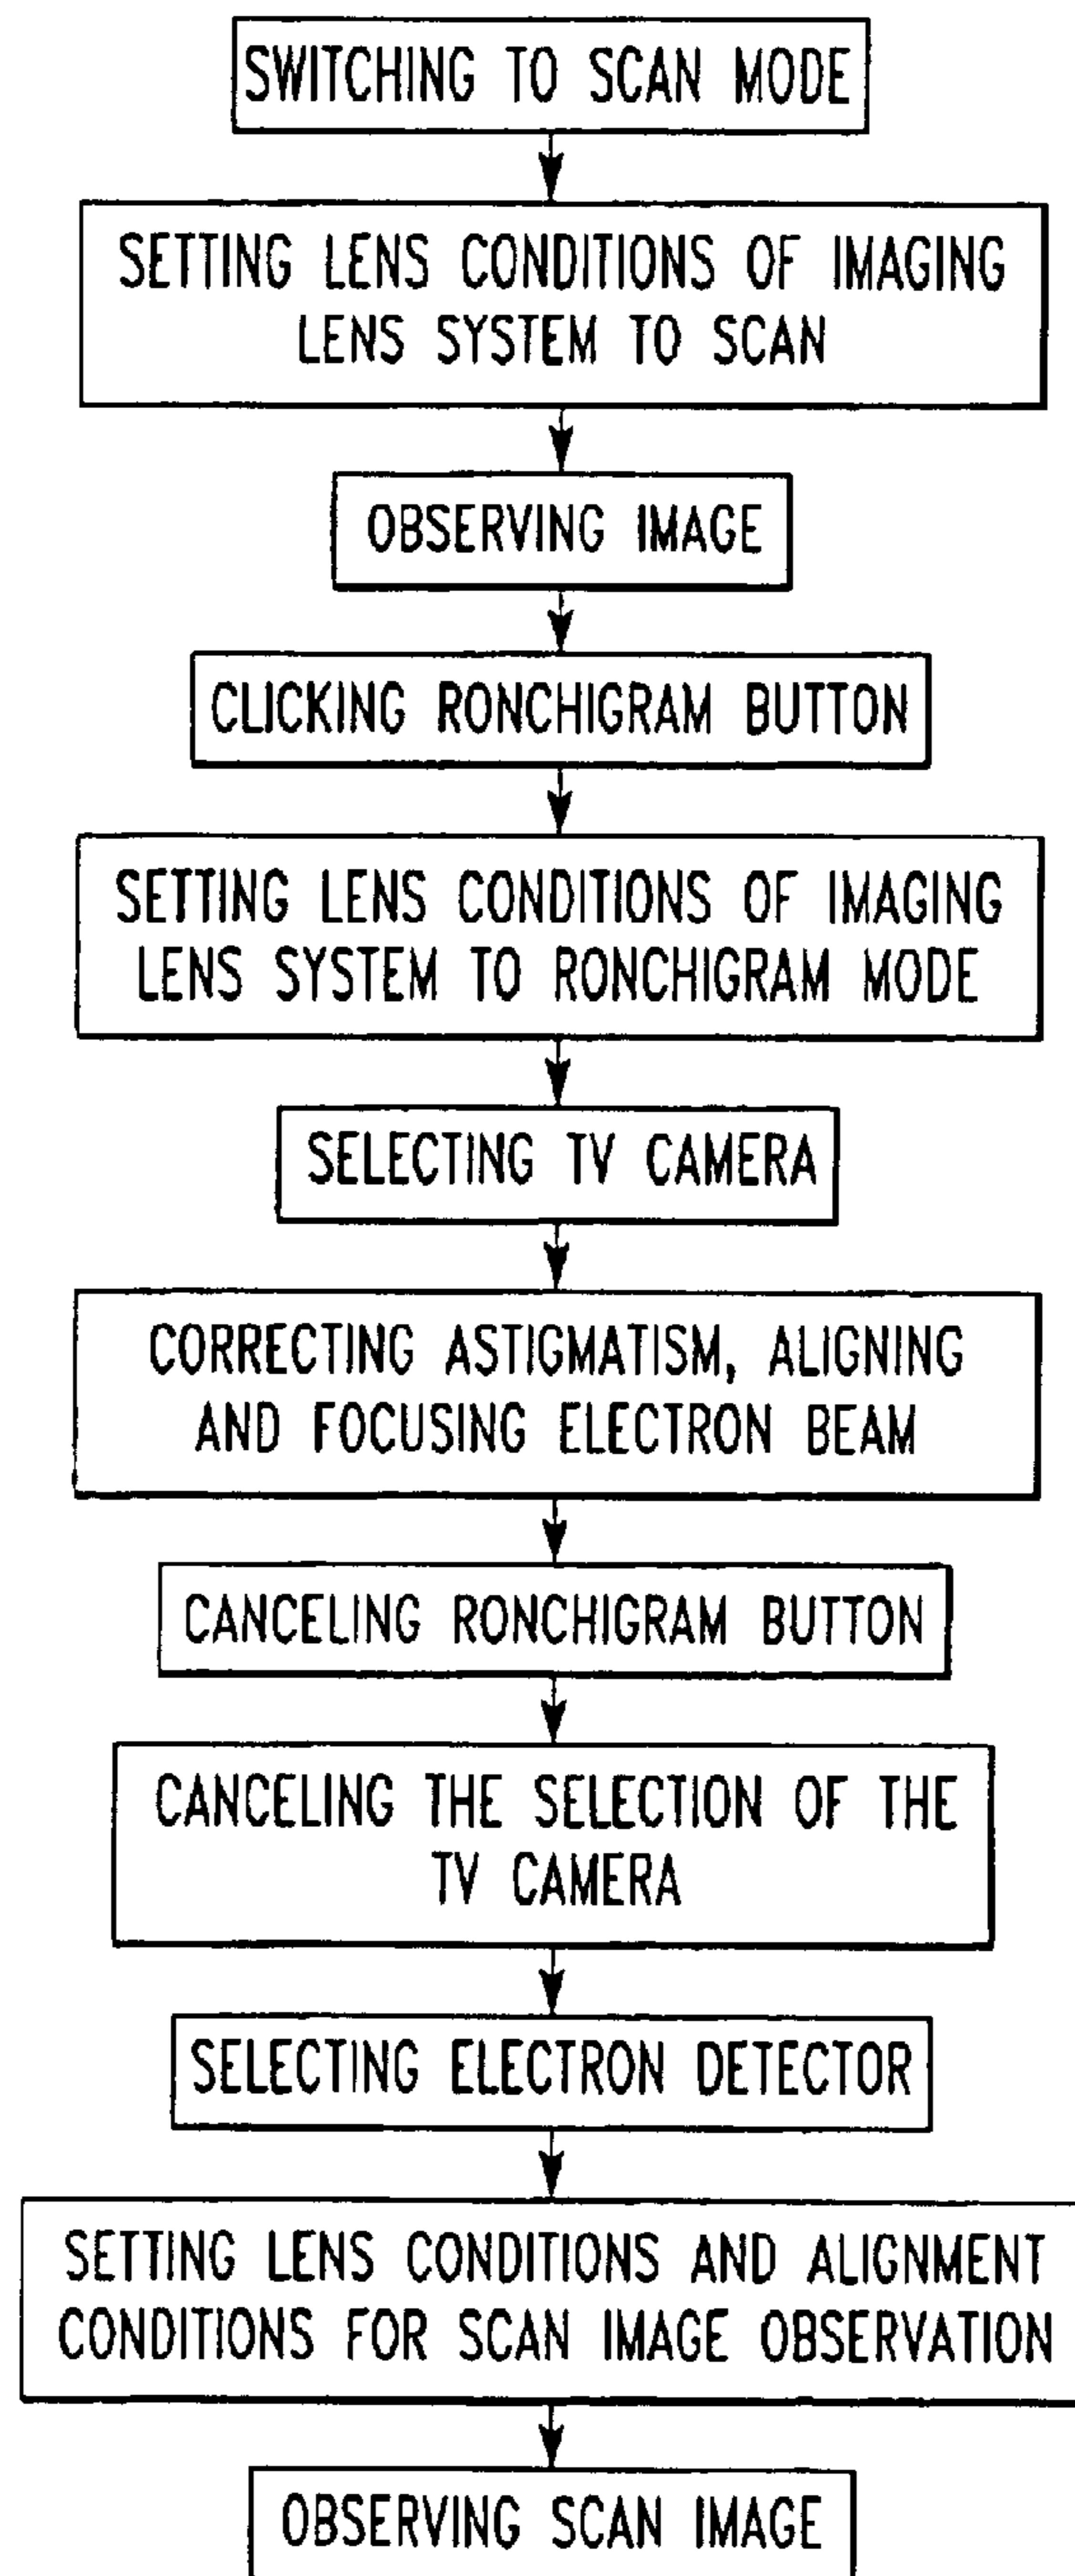 SWITCHING TO SCAN MODE
SETTING LENS CONDITIONS OF IMAGING
LENS SYSTEM TO SCAN
OBSERVING IMAGE
CLICKING RONCHIGRAM BUTTON
SETTING LENS CONDITIONS OF IMAGING
LENS SYSTEM TO RONCHIGRAM MODE
SELECTING TV CAMERA
CORRECTING ASTIGMATISM, ALIGNING
AND FOCUSING ELECTRON BEAM
CANCELING RONCHIGRAM BUTTON
CANCELING THE SELECTION OF THE
TV CAMERA
SELECTING ELECTRON DETECTOR
SETTING LENS CONDITIONS AND ALIGNMENT
CONDITIONS FOR SCAN IMAGE OBSERVATION
OBSERVING SCAN IMAGE